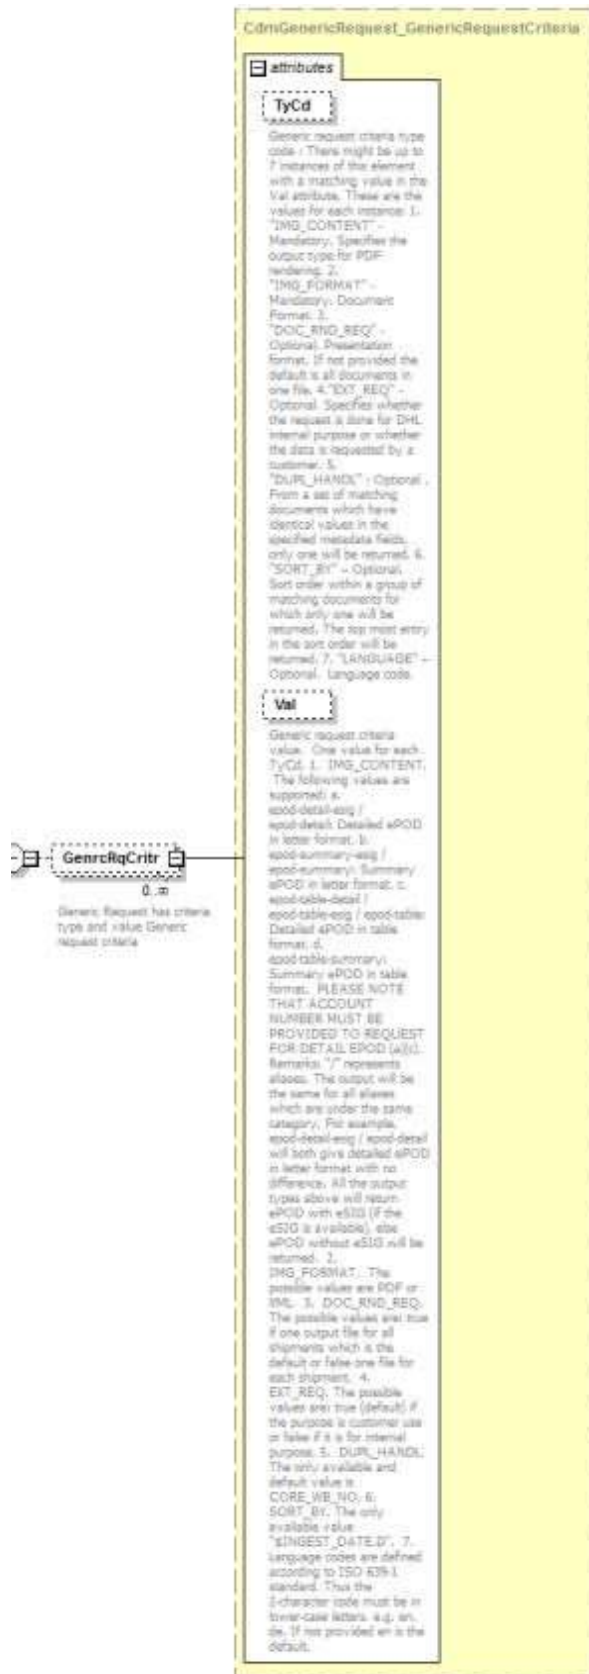 CdmGenericRequest_GenericRequestCriteria
attributes
TyCd
Generic request criteria type
code : There might be up to
7 instances of this element
with a matching value in the
Val attribute. These are the
values for each instance: 1.
"IMG_CONTENT" -
Mandatory. Specifies the
output type for PDF
rendering. 2.
"IMG_FORMAT" -
Mandatory. Document
Format. 3.
"DOC_RND_REQ" -
Optional. Presentation
format. If not provided the
default is all documents in
one file. 4."EXT_REQ" -
Optional. Specifies whether
the request is done for DHL
internal purpose or whether
the data is requested by a
customer. 5.
"DUPL_HANDL" - Optional .
From a set of matching
documents which have
identical values in the
specified metadata fields,
only one will be returned. 6.
"SORT_BY" – Optional.
Sort order within a group of
matching documents for
which only one will be
returned. The top most entry
in the sort order will be
returned. 7. "LANGUAGE" –
Optional. Language code.
Val
Generic request criteria
value. One value for each
TyCd. 1. IMG_CONTENT.
The following values are
supported: a.
epod-detail-esig /
epod-detail: Detailed ePOD
in letter format. b.
epod-summary-esig /
epod-summary: Summary
ePOD in letter format. c.
epod-table-detail /
epod-table-esig / epod-table:
Detailed ePOD in table
format. d.
epod-table-summary:
Summary ePOD in table
format. PLEASE NOTE
THAT ACCOUNT
NUMBER MUST BE
PROVIDED TO REQUEST
FOR DETAIL EPOD (a)(c).
Remarks: "/" represents
aliases. The output will be
the same for all aliases
which are under the same
category. For example,
epod-detail-esig / epod-detail
will both give detailed ePOD
in letter format with no
difference. All the output
types above will return
ePOD with eSIG (if the
eSIG is available), else
ePOD without eSIG will be
returned. 2.
IMG_FORMAT. The
possible values are PDF or
XML. 3. DOC_RND_REQ.
The possible values are: true
if one output file for all
shipments which is the
default or false one file for
each shipment. 4.
EXT_REQ. The possible
values are: true (default) if
the purpose is customer use
or false if it is for internal
purpose. 5. DUPL_HANDL.
The only available and
default value is
CORE_WB_NO. 6.
SORT_BY. The only
available value
"$INGEST_DATE.D". 7.
Language codes are defined
according to ISO 639-1
standard. Thus the
2-character code must be in
lower-case letters. e.g. en,
de. If not provided en is the
default.
GenrcRqCritr
0..∞
Generic Request has criteria
type and value Generic
request criteria